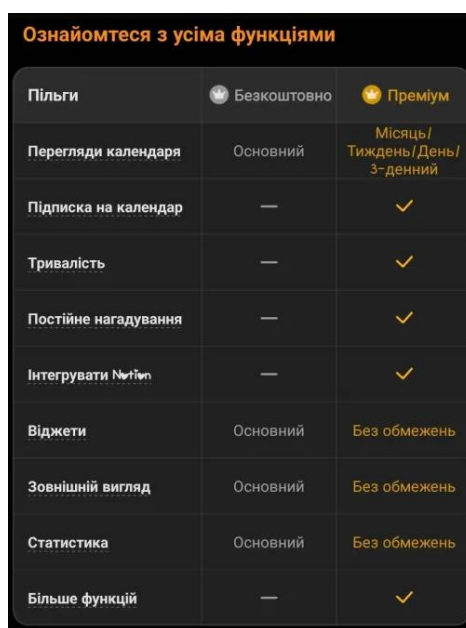 Ознайомтеся з усіма функціями
Пільги Безкоштовно Преміум
Перегляди календаря Основний Місяць/
Тиждень/День/
3-денний
Підписка на календар —
Тривалість —
Постійне нагадування —
Інтегрувати Notion —
Віджети Основний Без обмежень
Зовнішній вигляд Основний Без обмежень
Статистика Основний Без обмежень
Більше функцій —